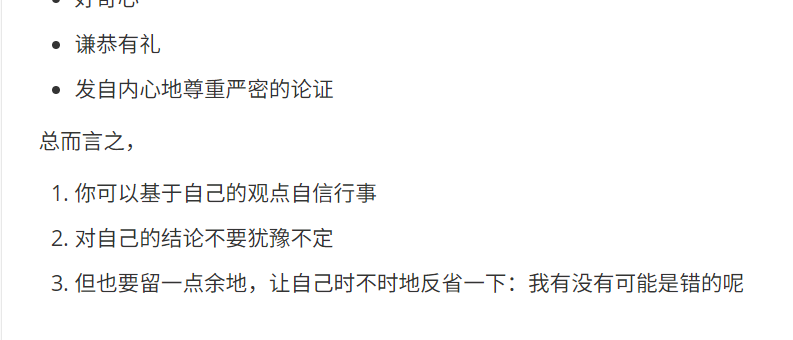 好奇心
谦恭有礼
发自内心地尊重严密的论证
总而言之，
1. 你可以基于自己的观点自信行事
2. 对自己的结论不要犹豫不定
3. 但也要留一点余地，让自己时不时地反省一下：我有没有可能是错的呢